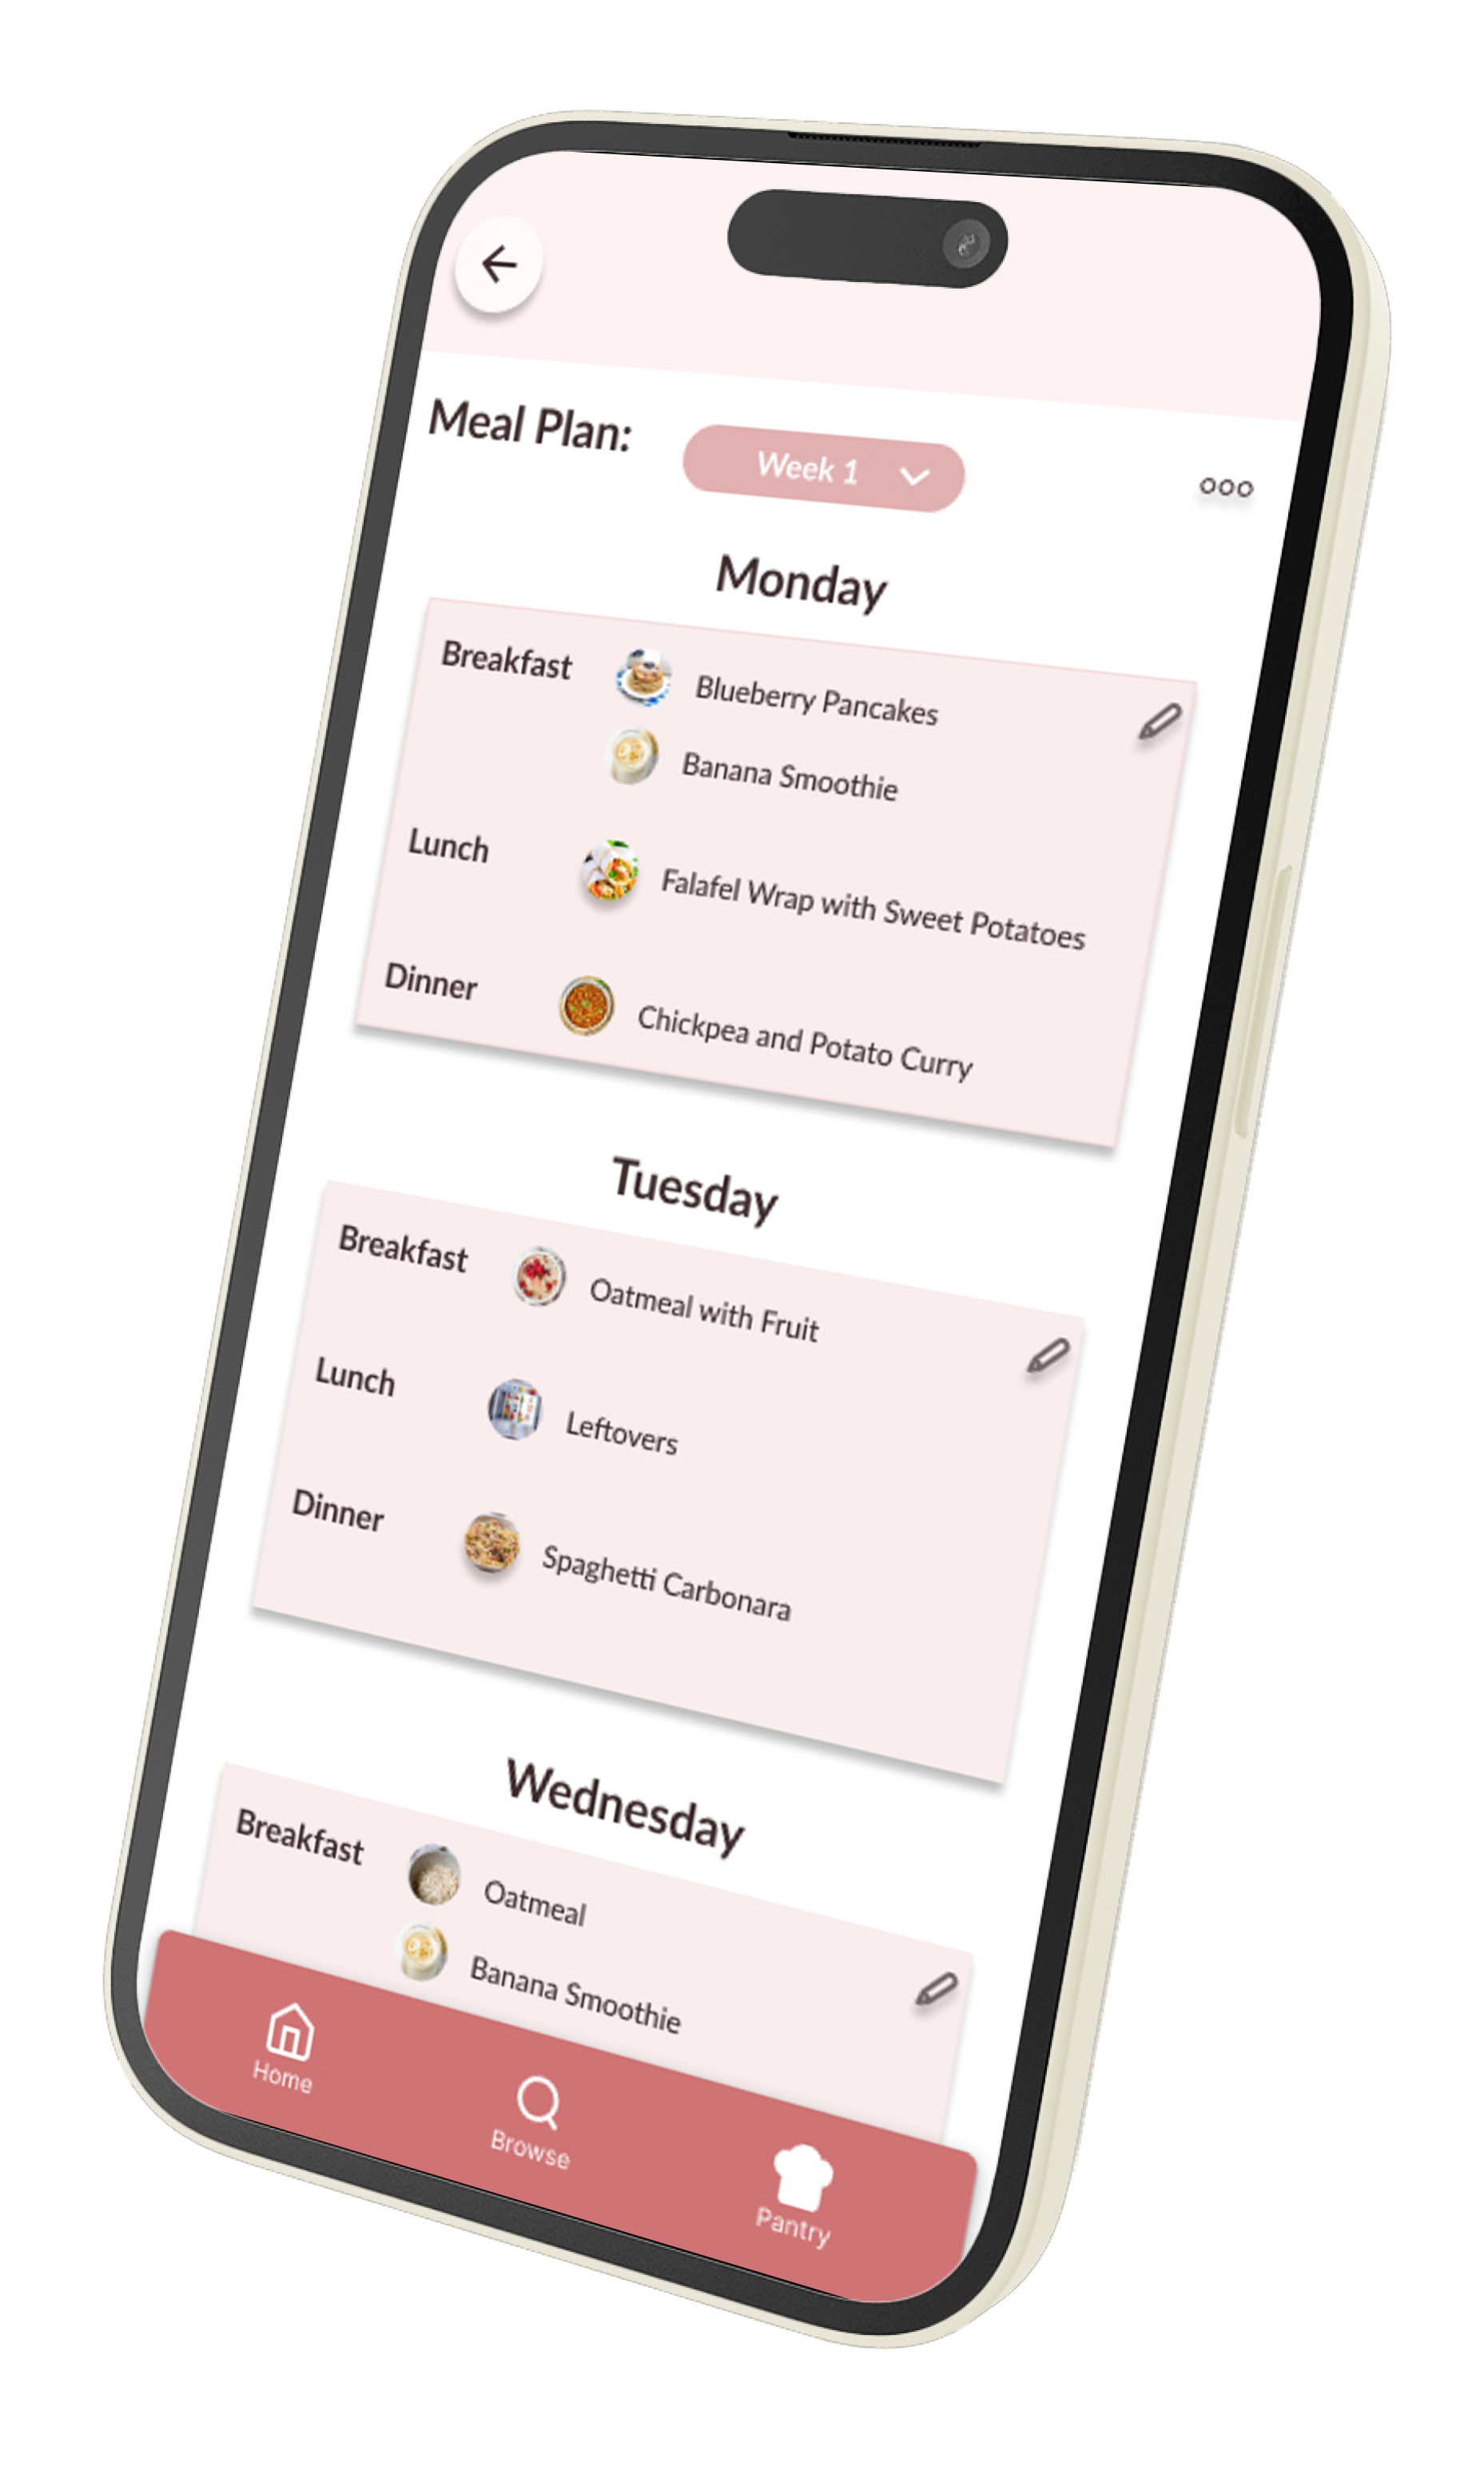 Meal Plan:
Week 1
Monday
Breakfast
Blueberry Pancakes
Banana Smoothie
Lunch
Falafel Wrap with Sweet Potatoes
Dinner
Chickpea and Potato Curry
Tuesday
Breakfast
Oatmeal with Fruit
Lunch
Leftovers
Dinner
Spaghetti Carbonara
Wednesday
Breakfast
Oatmeal
Banana Smoothie
Home
Browse
Pantry